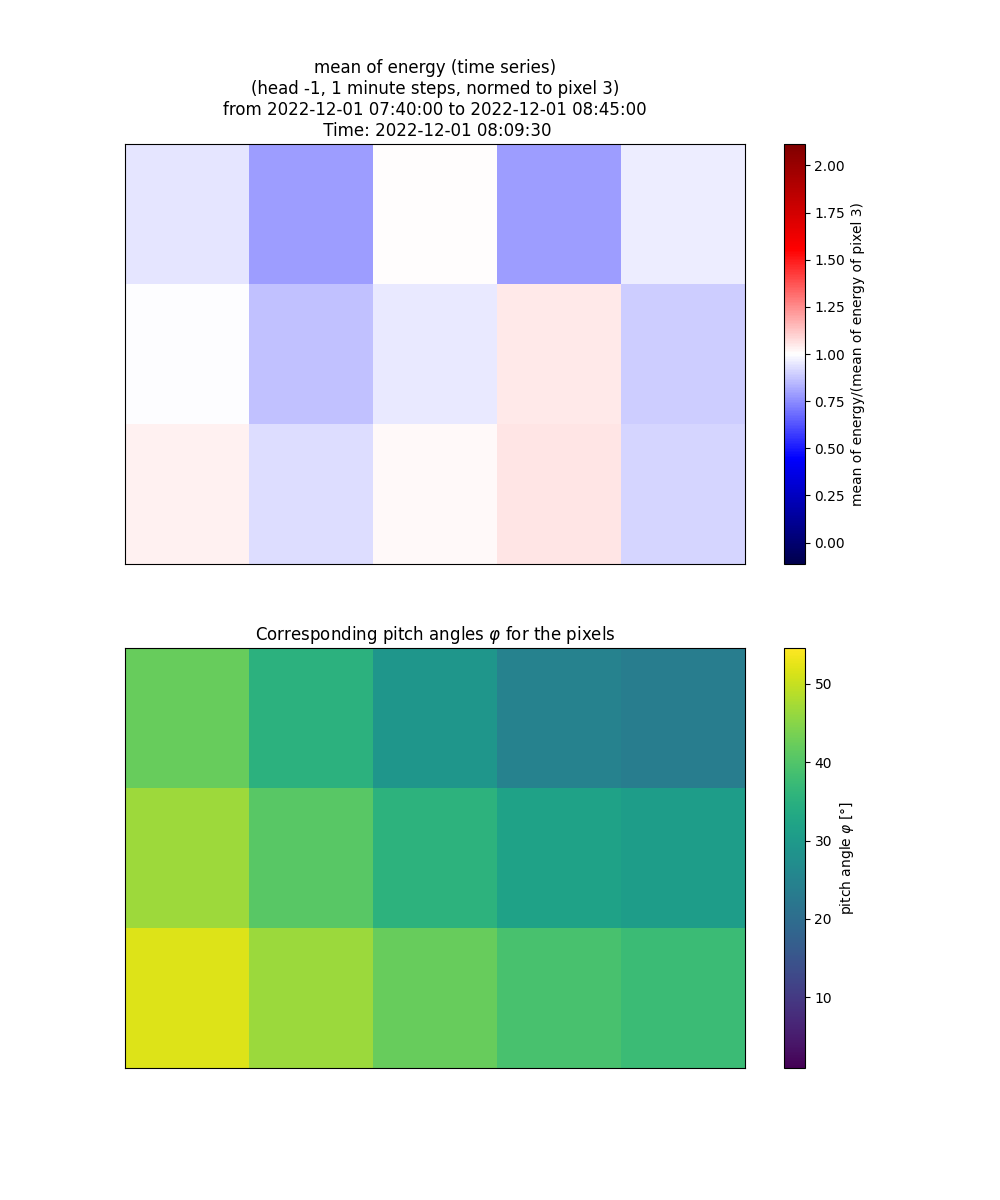 mean of energy (time series)
(head -1, 1 minute steps, normed to pixel 3)
from 2022-12-01 07:40:00 to 2022-12-01 08:45:00
Time: 2022-12-01 08:09:30
2.00
1.75
1.50
1.25
1.00
0.75
0.50
0.25
0.00
mean of energy/(mean of energy of pixel 3)
Corresponding pitch angles φ for the pixels
50
40
30
20
10
pitch angle φ [°]